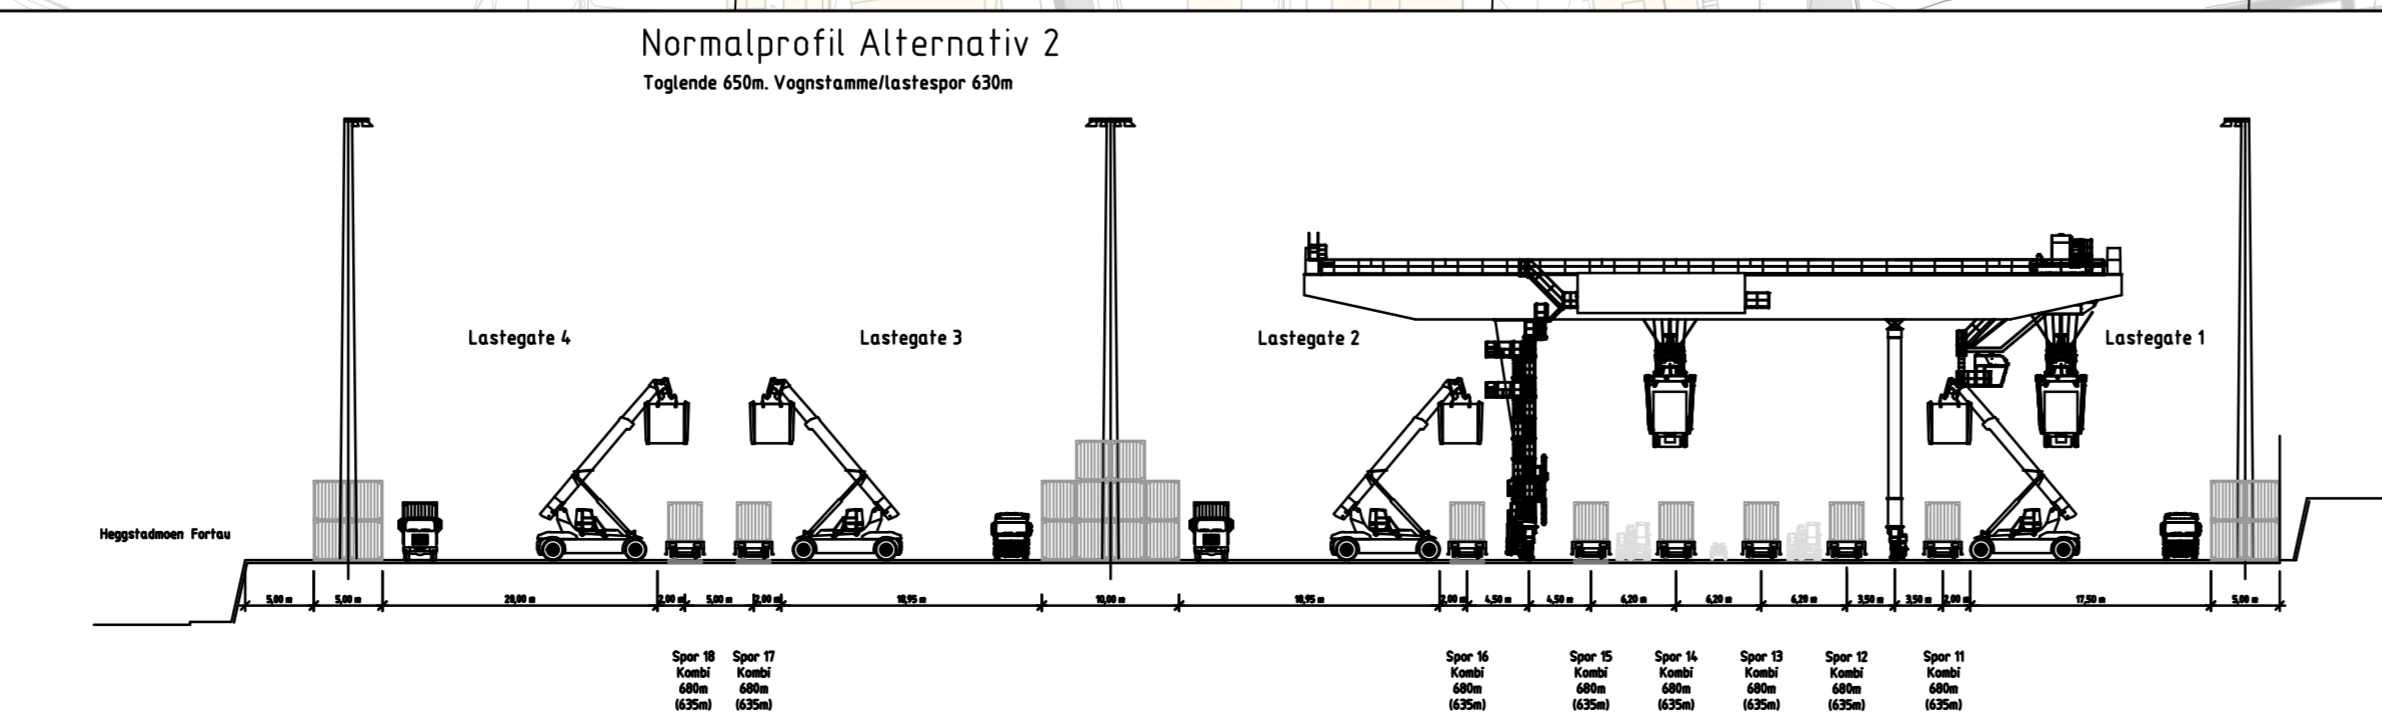 Normalprofil Alternativ 2
Toglende 650m. Vognstamme/lastespor 630m
Lastegate 4
Lastegate 3
Lastegate 2
Lastegate 1
Heggstadmoen Fortau
5,00 m
5,00 m
20,00 m
2,00 m
5,00 m
2,00 m
18,95 m
10,00 m
18,95 m
2,00 m
4,50 m
4,50 m
6,20 m
6,20 m
6,20 m
3,50 m
3,50 m
2,00 m
17,50 m
5,00 m
Spor 18
Kombi
680m
(635m)
Spor 17
Kombi
680m
(635m)
Spor 16
Kombi
680m
(635m)
Spor 15
Kombi
680m
(635m)
Spor 14
Kombi
680m
(635m)
Spor 13
Kombi
680m
(635m)
Spor 12
Kombi
680m
(635m)
Spor 11
Kombi
680m
(635m)